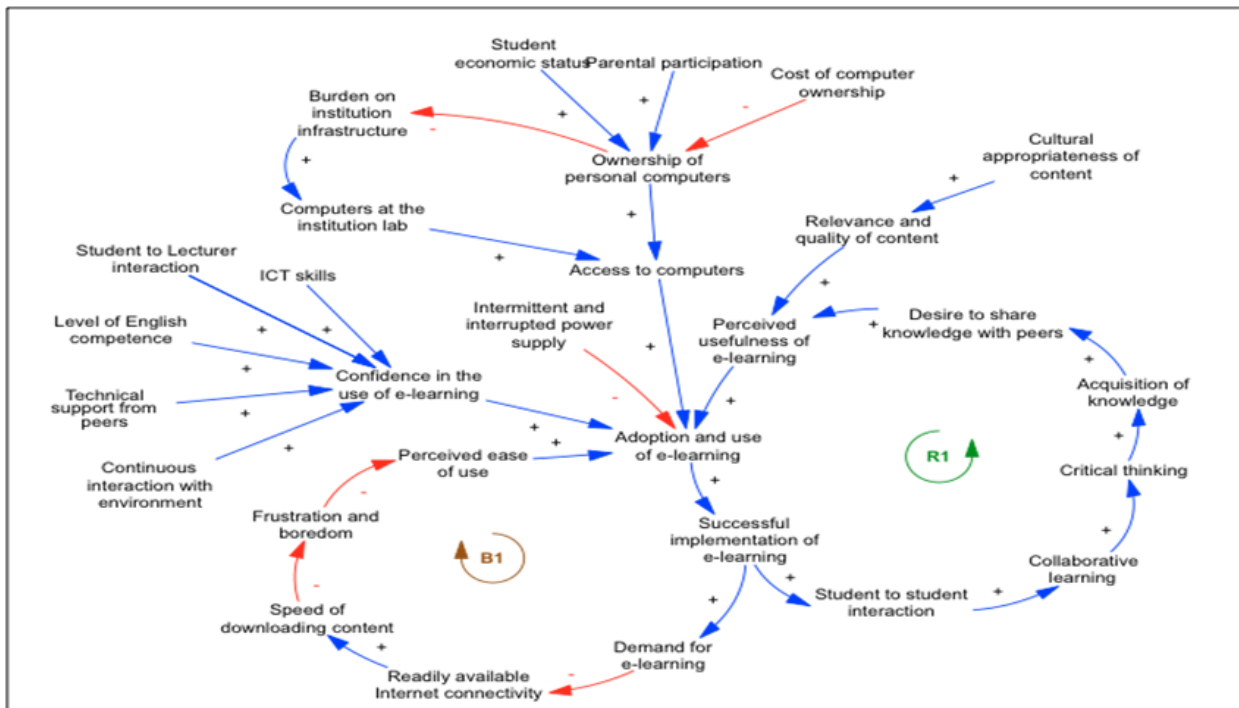 Student
economic status
Parental participation
Cost of computer
ownership
Burden on
institution
infrastructure
+
+
-
-
Cultural
appropriateness of
content
+
Ownership of
personal computers
+
Computers at the
institution lab
+
Relevance and
quality of content
+
Student to Lecturer
interaction
ICT skills
+
Access to computers
+
Intermittent and
interrupted power
supply
Perceived
usefulness of
e-learning
Desire to share
knowledge with peers
+
Level of English
competence
+
+
+
Confidence in the
use of e-learning
+
+
Acquisition of
knowledge
Technical
support from
peers
+
-
+
+
+
Adoption and use
of e-learning
+
R1
Critical thinking
Continuous
interaction with
environment
+
Perceived ease
of use
-
+
Frustration and
boredom
B1
Successful
implementation of
e-learning
+
Collaborative
learning
-
+
+
+
Student to student
interaction
Speed of
downloading content
+
Demand for
e-learning
-
Readily available
Internet connectivity